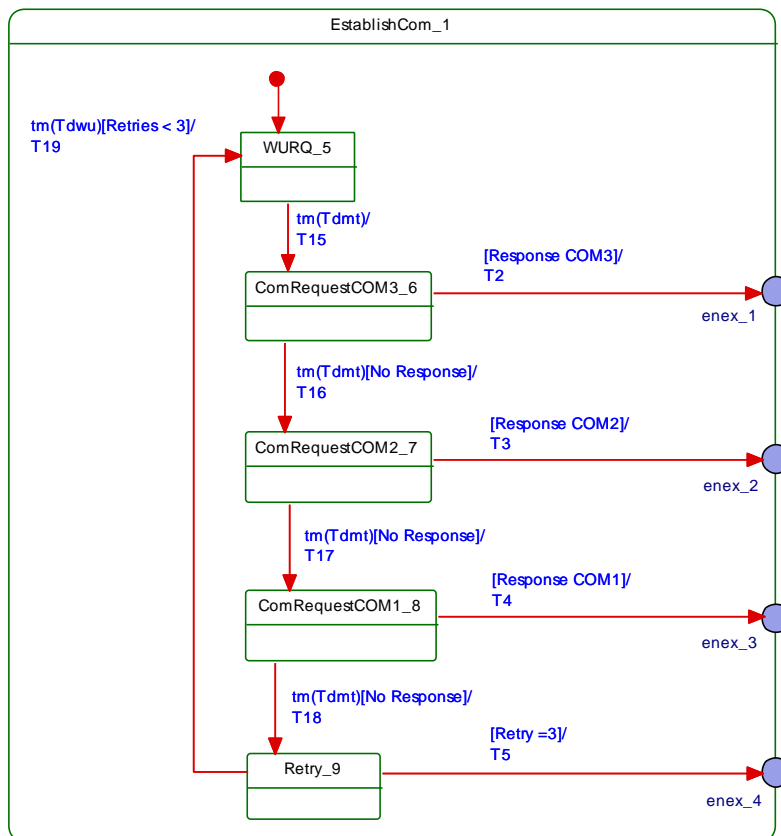 EstablishCom_1
tm(Tdwu)[Retries < 3]/
T19
WURQ_5
tm(Tdmt)/
T15
ComRequestCOM3_6
[Response COM3]/
T2
enex_1
tm(Tdmt)[No Response]/
T16
ComRequestCOM2_7
[Response COM2]/
T3
enex_2
tm(Tdmt)[No Response]/
T17
ComRequestCOM1_8
[Response COM1]/
T4
enex_3
tm(Tdmt)[No Response]/
T18
Retry_9
[Retry =3]/
T5
enex_4